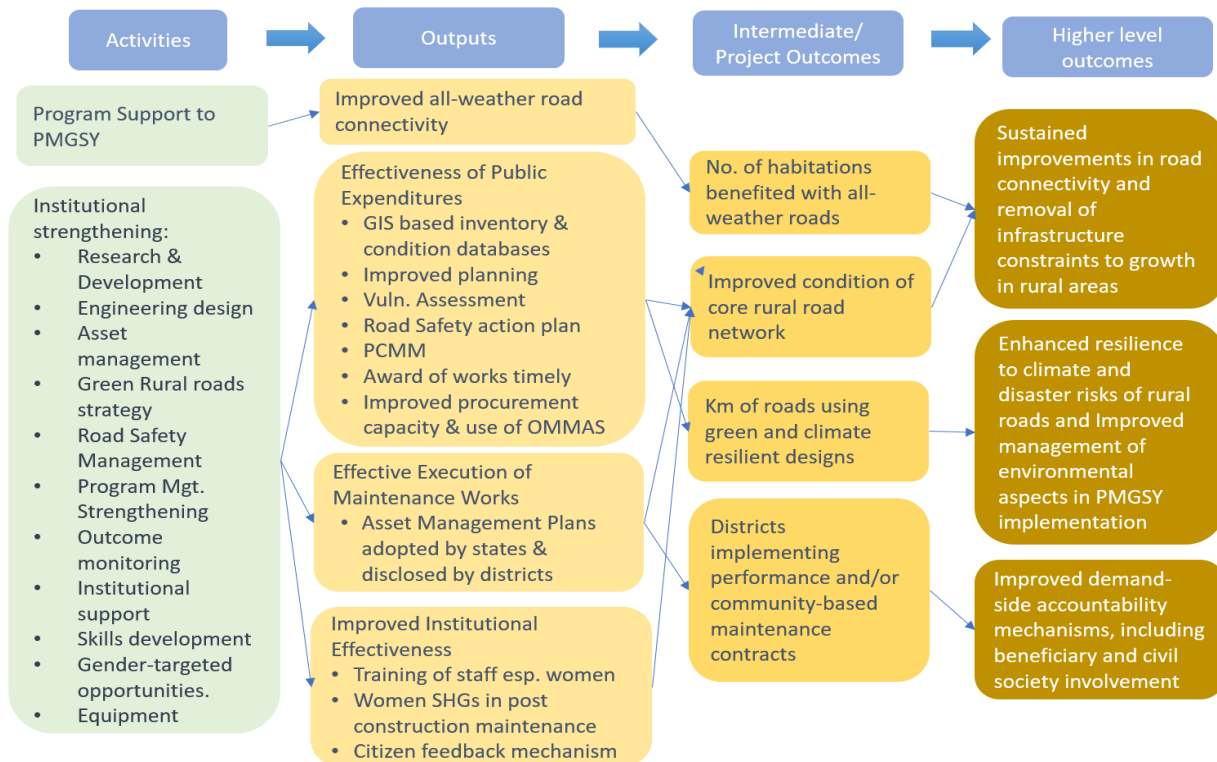 Activities
Outputs
Intermediate/
Project Outcomes
Higher level
outcomes
Program Support to
PMGSY
Institutional
strengthening:
• Research &
Development
• Engineering design
• Asset
management
• Green Rural roads
strategy
• Road Safety
Management
• Program Mgt.
Strengthening
• Outcome
monitoring
• Institutional
support
• Skills development
• Gender-targeted
opportunities.
• Equipment
Improved all-weather road
connectivity
Effectiveness of Public
Expenditures
• GIS based inventory &
condition databases
• Improved planning
• Vuln. Assessment
• Road Safety action plan
• PCMM
• Award of works timely
• Improved procurement
capacity & use of OMMAS
Effective Execution of
Maintenance Works
• Asset Management Plans
adopted by states &
disclosed by districts
Improved Institutional
Effectiveness
• Training of staff esp. women
• Women SHGs in post
construction maintenance
• Citizen feedback mechanism
No. of habitations
benefited with all-
weather roads
Improved condition of
core rural road
network
Km of roads using
green and climate
resilient designs
Districts
implementing
performance and/or
community-based
maintenance
contracts
Sustained
improvements in road
connectivity and
removal of
infrastructure
constraints to growth
in rural areas
Enhanced resilience
to climate and
disaster risks of rural
roads and Improved
management of
environmental
aspects in PMGSY
implementation
Improved demand-
side accountability
mechanisms, including
beneficiary and civil
society involvement